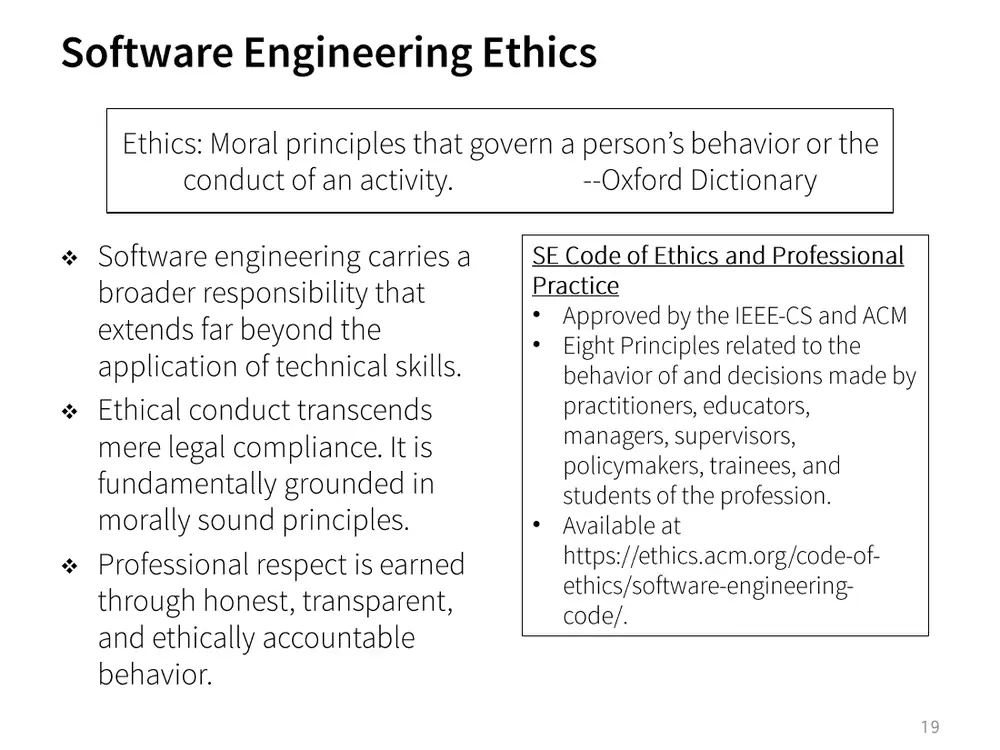 Software Engineering Ethics
Ethics: Moral principles that govern a person’s behavior or the
conduct of an activity. --Oxford Dictionary
❖ Software engineering carries a
broader responsibility that
extends far beyond the
application of technical skills.
❖ Ethical conduct transcends
mere legal compliance. It is
fundamentally grounded in
morally sound principles.
❖ Professional respect is earned
through honest, transparent,
and ethically accountable
behavior.
SE Code of Ethics and Professional
Practice
• Approved by the IEEE-CS and ACM
• Eight Principles related to the
behavior of and decisions made by
practitioners, educators,
managers, supervisors,
policymakers, trainees, and
students of the profession.
• Available at
https://ethics.acm.org/code-of-
ethics/software-engineering-
code/.
19